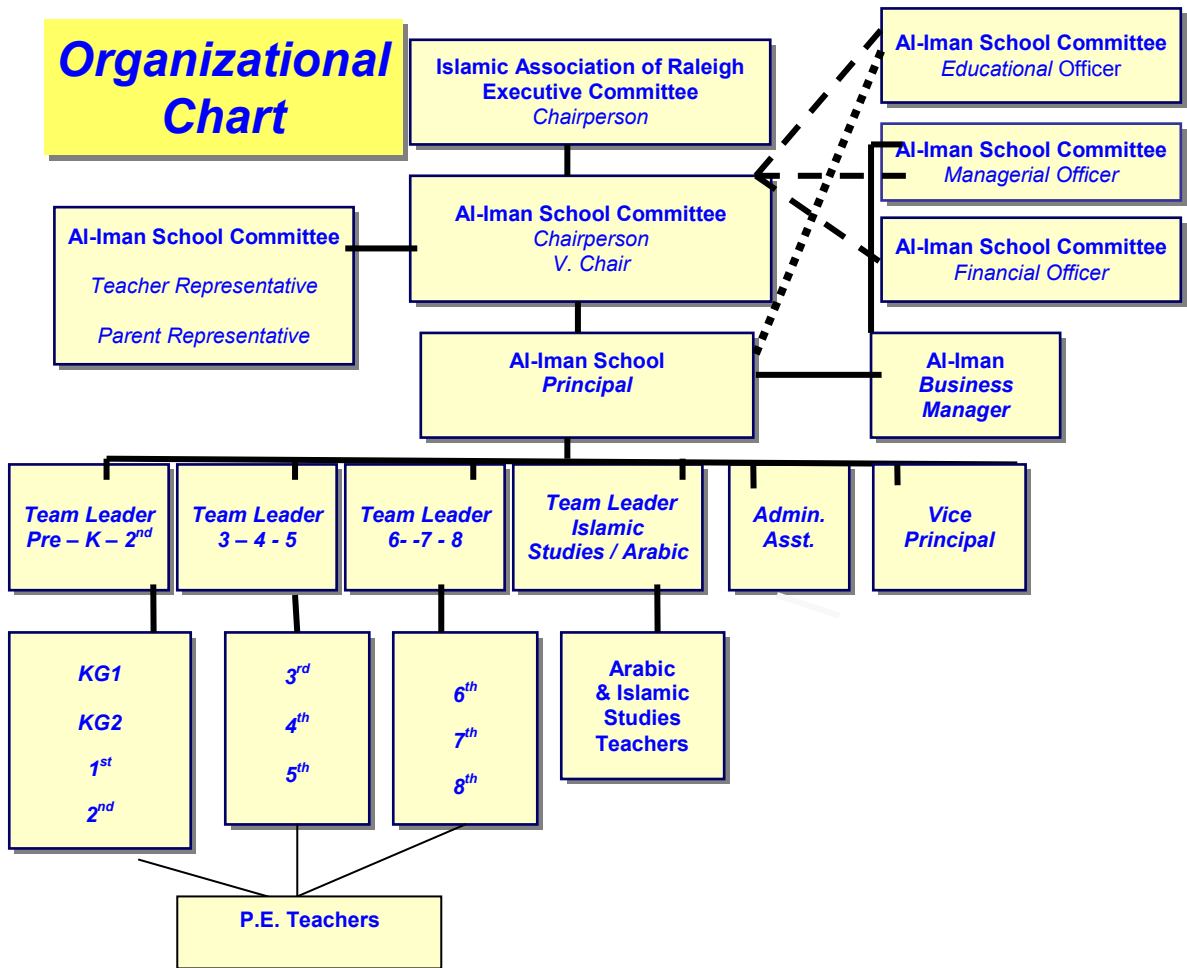 Organizational
Chart
Islamic Association of Raleigh
Executive Committee
Chairperson
Al-Iman School Committee
Educational Officer
Al-Iman School Committee
Managerial Officer
Al-Iman School Committee
Financial Officer
Al-Iman School Committee
Chairperson
V. Chair
Al-Iman School Committee
Teacher Representative
Parent Representative
Al-Iman School
Principal
Al-Iman
Business
Manager
Team Leader
Pre – K – 2nd
Team Leader
3 – 4 - 5
Team Leader
6- -7 - 8
Team Leader
Islamic
Studies / Arabic
Admin.
Asst.
Vice
Principal
KG1
KG2
1st
2nd
3rd
4th
5th
6th
7th
8th
Arabic
& Islamic
Studies
Teachers
P.E. Teachers